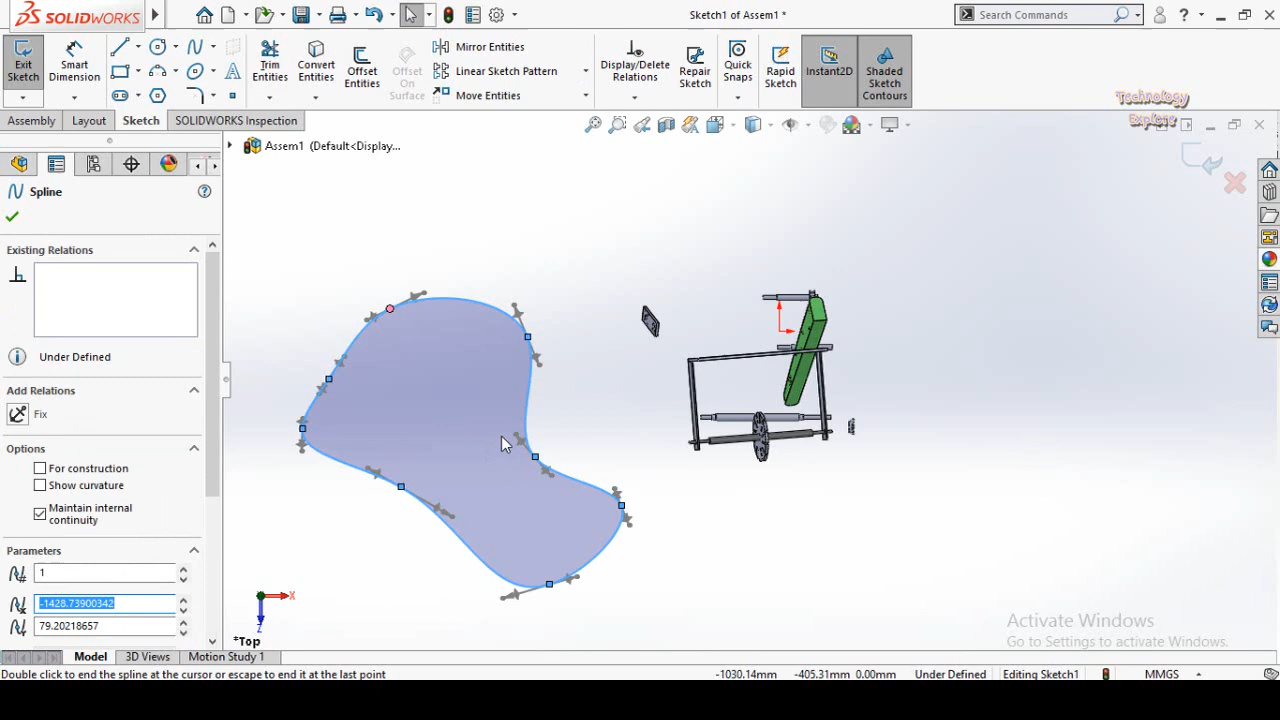 SOLIDWORKS
Sketch1 of Assem1 *
Search Commands
Exit Sketch
Smart Dimension
Trim Entities
Convert Entities
Offset Entities
Offset On Surface
Mirror Entities
Linear Sketch Pattern
Move Entities
Display/Delete Relations
Repair Sketch
Quick Snaps
Rapid Sketch
Instant2D
Shaded Sketch Contours
Technology
Explore
Assembly
Layout
Sketch
SOLIDWORKS Inspection
Assem1 (Default<Display...
Spline
Existing Relations
Under Defined
Add Relations
Fix
Options
For construction
Show curvature
Maintain internal
continuity
Parameters
1
-1428.73900342
79.20218657
X
Z
*Top
Activate Windows
Go to Settings to activate Windows.
Model
3D Views
Motion Study 1
Double click to end the spline at the cursor or escape to end it at the last point
-1030.14mm
-405.31mm 0.00mm
Under Defined
Editing Sketch1
MMGS